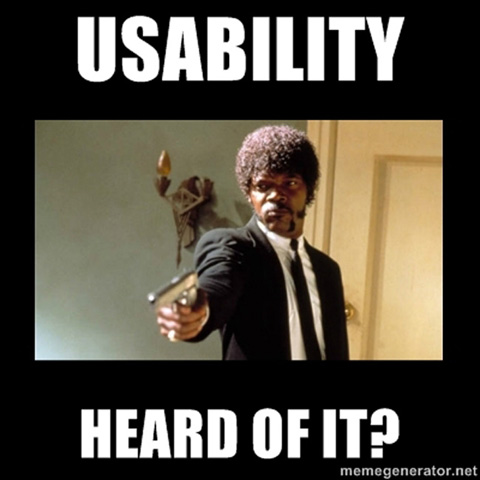 USABILITY
HEARD OF IT?
memegenerator.net